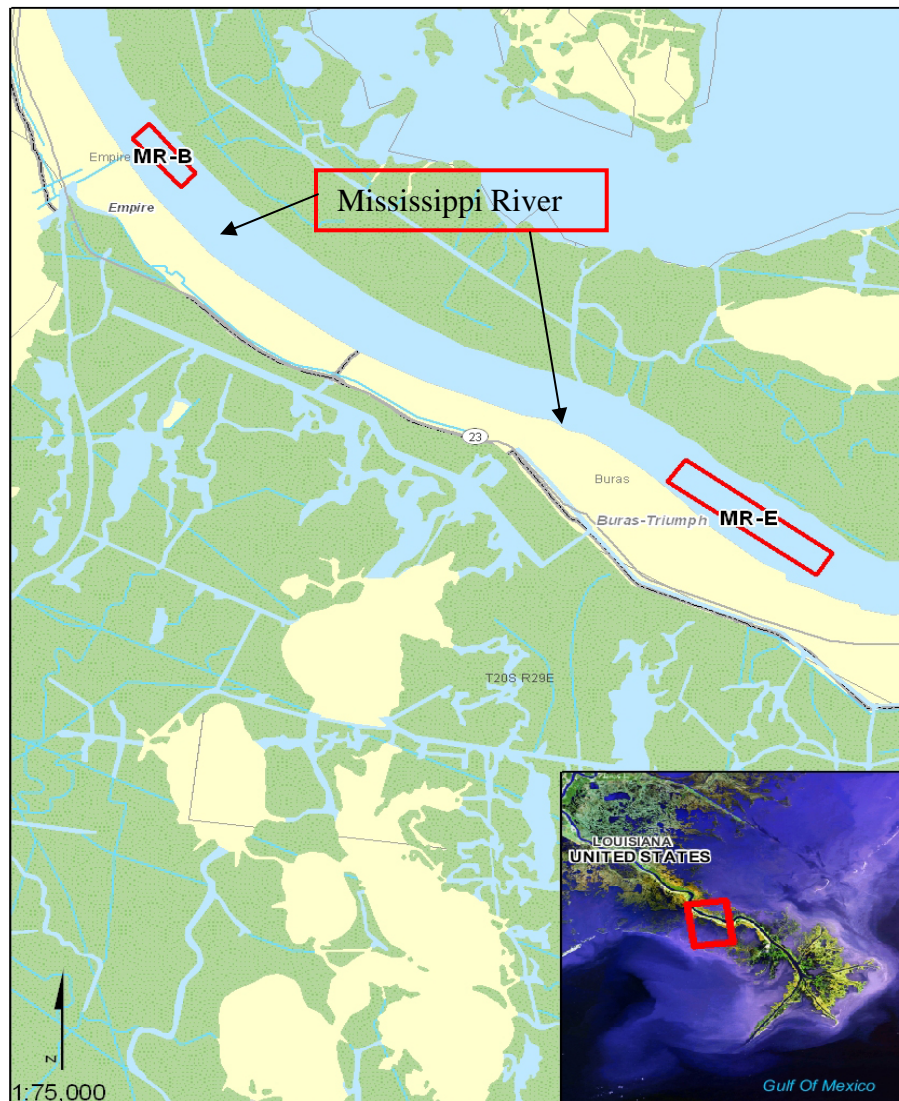 Empire
MR-B
Empire
Mississippi River
23
Buras
Buras-Triumph
MR-E
T20S R29E
LOUISIANA
UNITED STATES
Gulf Of Mexico
N
1:75,000